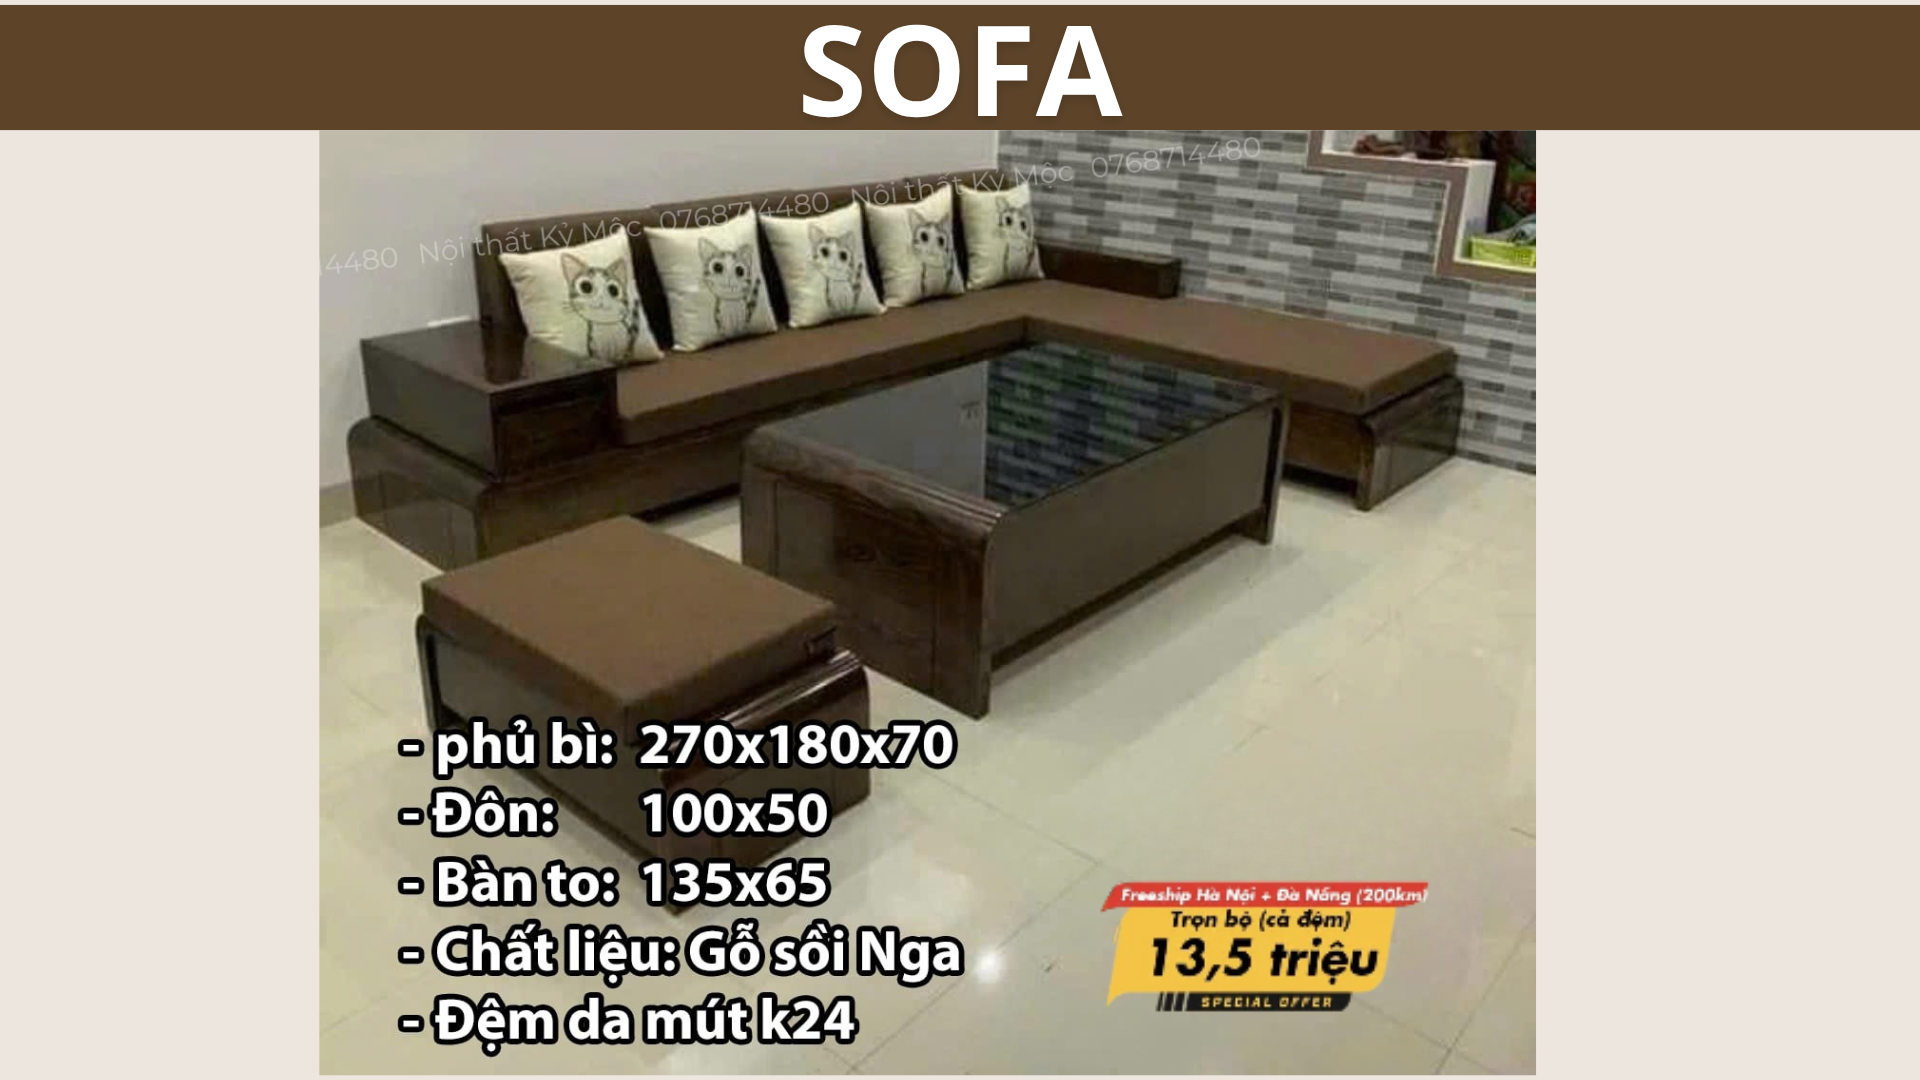 SOFA
14480 Nội thất Kỷ Mộc 0768714480 Nội thất Kỷ Mộc 0768714480
- phủ bì: 270x180x70
- Đôn: 100x50
- Bàn to: 135x65
- Chất liệu: Gỗ sồi Nga
- Đệm da mút k24
Freeship Hà Nội + Đà Nẵng (200km)
Trọn bộ (cả đệm)
13,5 triệu
SPECIAL OFFER